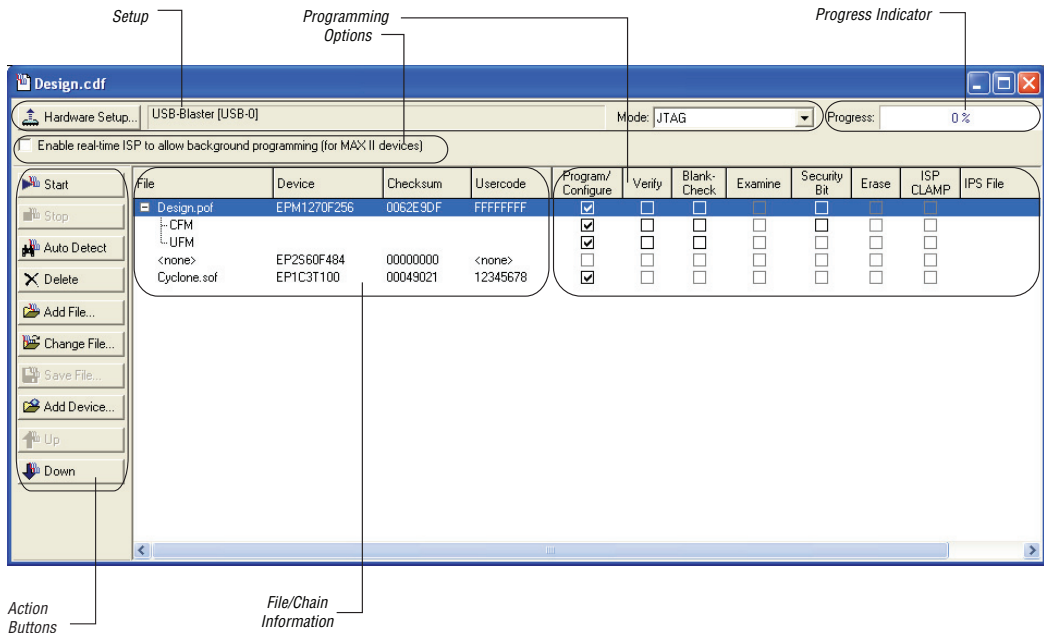 Setup
Programming
Options
Progress Indicator
Design.cdf
Hardware Setup...
USB-Blaster [USB-0]
Mode: JTAG
Progress: 0 %
Enable real-time ISP to allow background programming (for MAX II devices)
Start
Stop
Auto Detect
Delete
Add File...
Change File...
Save File...
Add Device...
Up
Down
File Device Checksum Usercode Program/ Configure Verify Blank- Check Examine Security Bit Erase ISP CLAMP IPS File
Design.pof EPM1270F256 0062E9DF FFFFFFFF
CFM
UFM
<none> EP2S60F484 00000000 <none>
Cyclone.sof EP1C3T100 00049021 12345678
Action
Buttons
File/Chain
Information